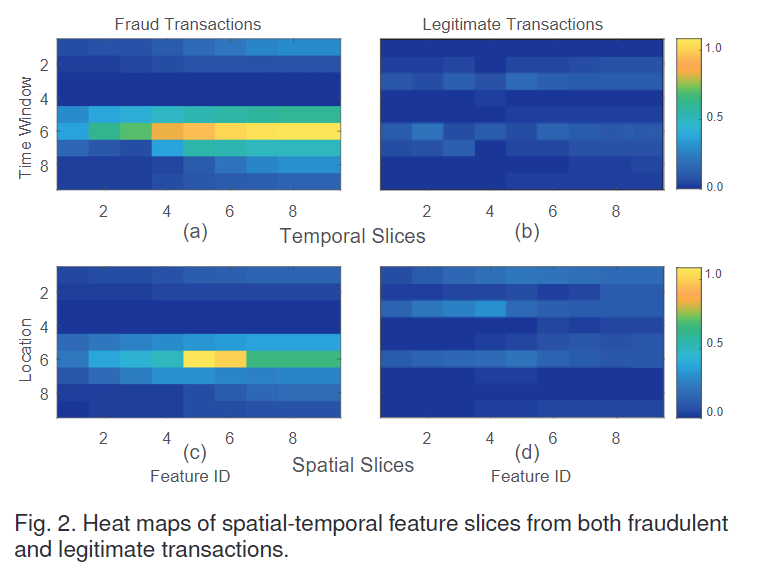 Fraud Transactions
Legitimate Transactions
Time Window
2
4
6
8
2 4 6 8
2 4 6 8
1.0
0.5
0.0
(a)
Temporal Slices
(b)
Location
2
4
6
8
2 4 6 8
2 4 6 8
1.0
0.5
0.0
(c)
Spatial Slices
(d)
Feature ID
Feature ID
Fig. 2. Heat maps of spatial-temporal feature slices from both fraudulent
and legitimate transactions.